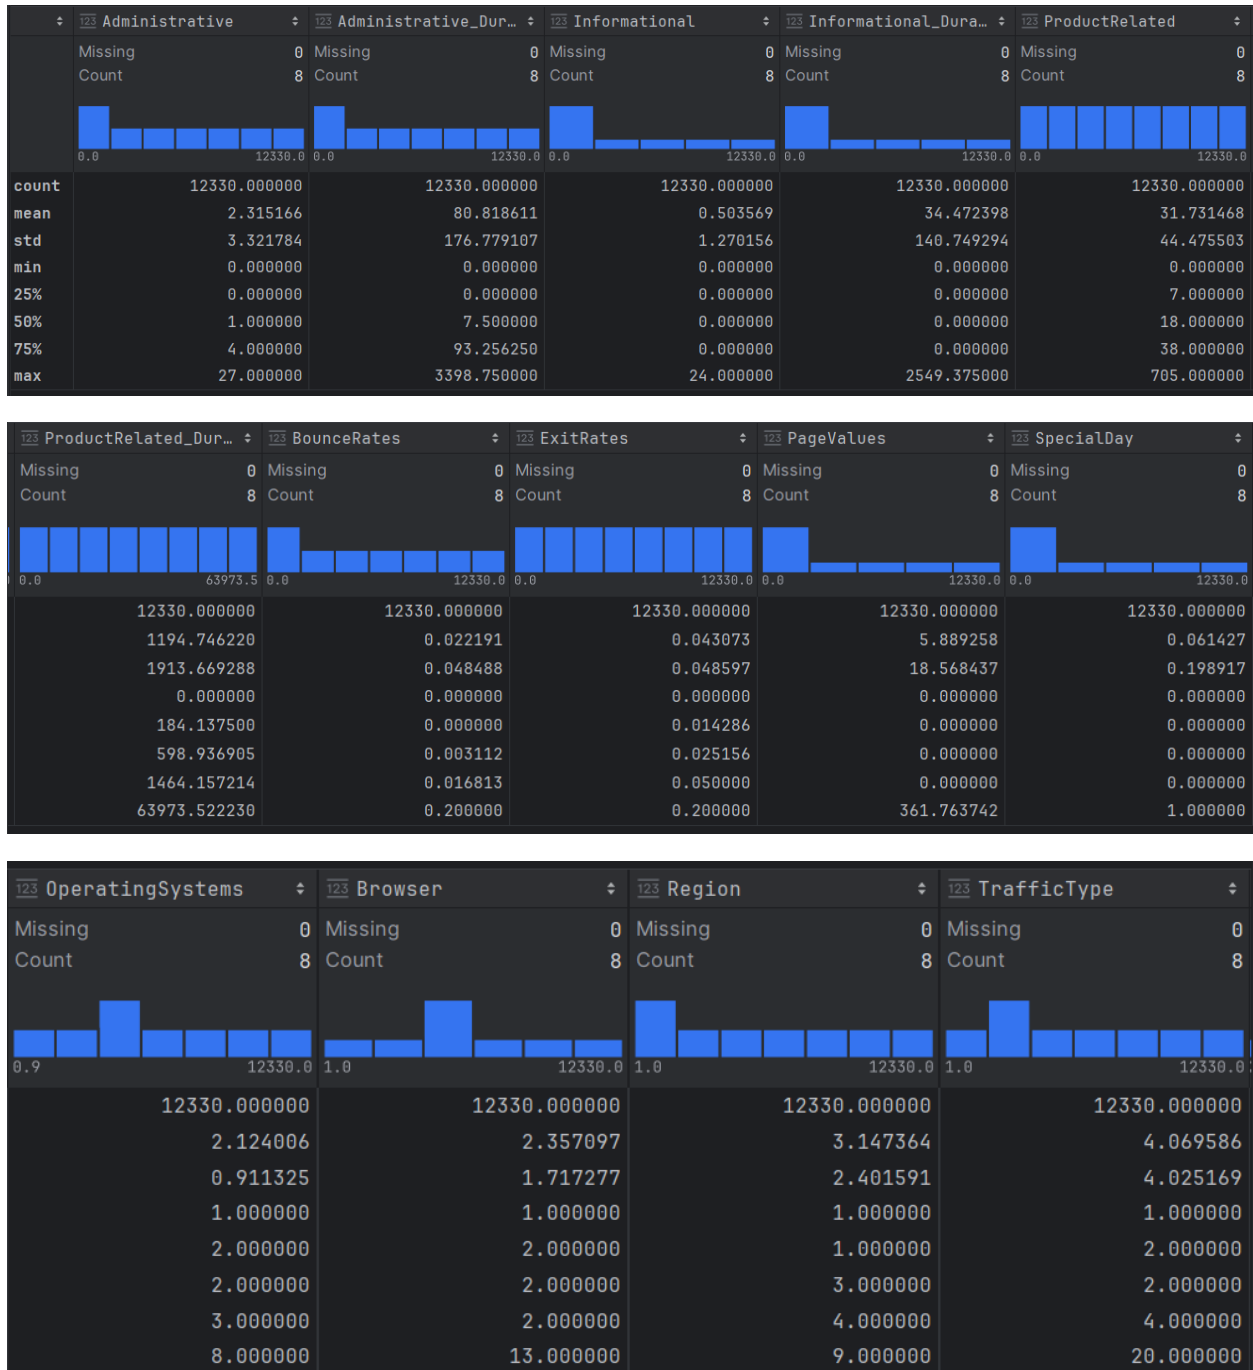 123 Administrative 123 Administrative_Dur… 123 Informational 123 Informational_Dura… 123 ProductRelated
Missing 0 Missing 0 Missing 0 Missing 0 Missing 0
Count 8 Count 8 Count 8 Count 8 Count 8
0.0 12330.0 0.0 12330.0 0.0 12330.0 0.0 12330.0 0.0 12330.0
count 12330.000000 12330.000000 12330.000000 12330.000000 12330.000000
mean 2.315166 80.818611 0.503569 34.472398 31.731468
std 3.321784 176.779107 1.270156 140.749294 44.475503
min 0.000000 0.000000 0.000000 0.000000 0.000000
25% 0.000000 0.000000 0.000000 0.000000 7.000000
50% 1.000000 7.500000 0.000000 0.000000 18.000000
75% 4.000000 93.256250 0.000000 0.000000 38.000000
max 27.000000 3398.750000 24.000000 2549.375000 705.000000
123 ProductRelated_Dur… 123 BounceRates 123 ExitRates 123 PageValues 123 SpecialDay
Missing 0 Missing 0 Missing 0 Missing 0 Missing 0
Count 8 Count 8 Count 8 Count 8 Count 8
0.0 63973.5 0.0 12330.0 0.0 12330.0 0.0 12330.0 0.0 12330.0
12330.000000 12330.000000 12330.000000 12330.000000 12330.000000
1194.746220 0.022191 0.043073 5.889258 0.061427
1913.669288 0.048488 0.048597 18.568437 0.198917
0.000000 0.000000 0.000000 0.000000 0.000000
184.137500 0.000000 0.014286 0.000000 0.000000
598.936905 0.003112 0.025156 0.000000 0.000000
1464.157214 0.016813 0.050000 0.000000 0.000000
63973.522230 0.200000 0.200000 361.763742 1.000000
123 OperatingSystems 123 Browser 123 Region 123 TrafficType
Missing 0 Missing 0 Missing 0 Missing 0
Count 8 Count 8 Count 8 Count 8
0.9 12330.0 1.0 12330.0 1.0 12330.0 1.0 12330.0
12330.000000 12330.000000 12330.000000 12330.000000
2.124006 2.357097 3.147364 4.069586
0.911325 1.717277 2.401591 4.025169
1.000000 1.000000 1.000000 1.000000
2.000000 2.000000 1.000000 2.000000
2.000000 2.000000 3.000000 2.000000
3.000000 2.000000 4.000000 4.000000
8.000000 13.000000 9.000000 20.000000